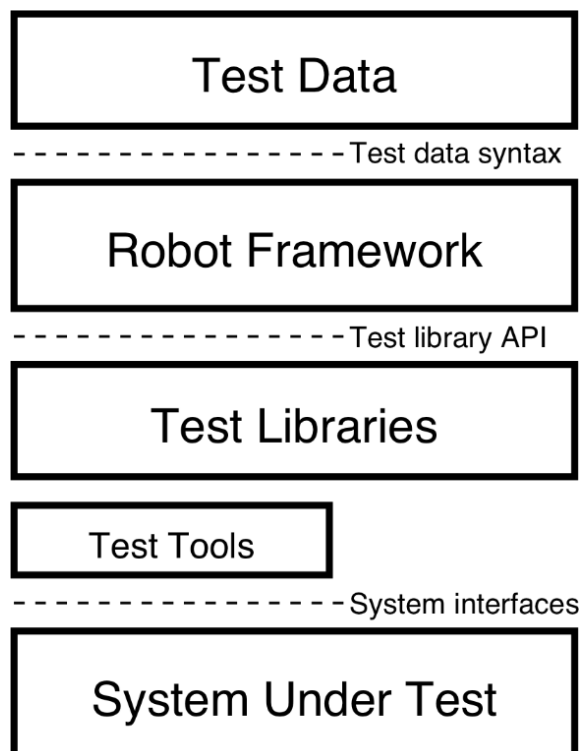 Test Data
Test data syntax
Robot Framework
Test library API
Test Libraries
Test Tools
System interfaces
System Under Test